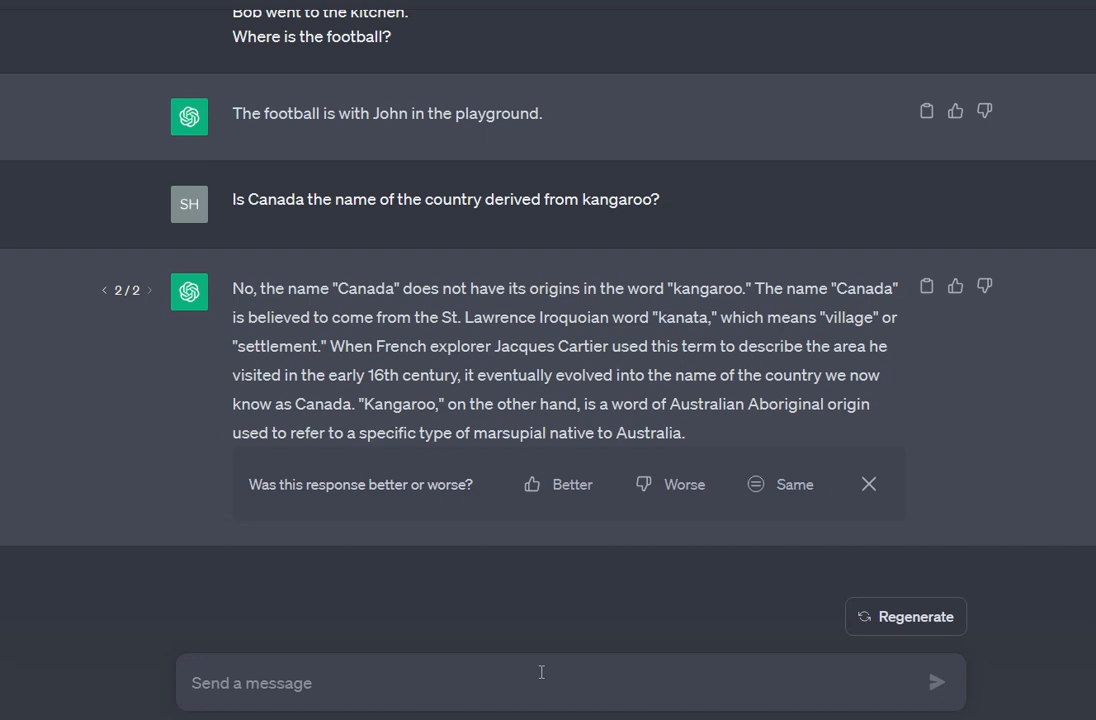 Bob went to the kitchen.
Where is the football?
The football is with John in the playground.
SH
Is Canada the name of the country derived from kangaroo?
< 2 / 2 >
No, the name "Canada" does not have its origins in the word "kangaroo." The name "Canada"
is believed to come from the St. Lawrence Iroquoian word "kanata," which means "village" or
"settlement." When French explorer Jacques Cartier used this term to describe the area he
visited in the early 16th century, it eventually evolved into the name of the country we now
know as Canada. "Kangaroo," on the other hand, is a word of Australian Aboriginal origin
used to refer to a specific type of marsupial native to Australia.
Was this response better or worse? Better Worse Same
Regenerate
Send a message